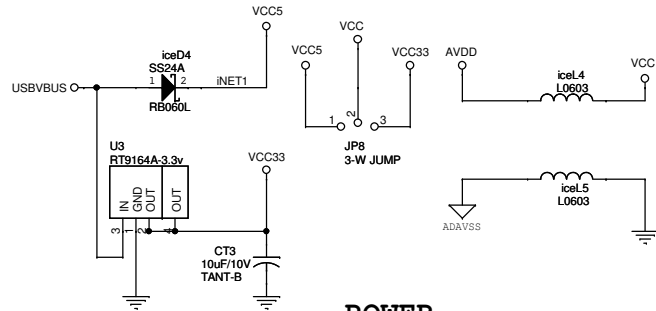 VCC5
iceD4
SS24A
USBVBUS
1
2
iNET1
RB060L
VCC
VCC5
VCC33
1
2
3
JP8
3-W JUMP
AVDD
VCC
iceL4
L0603
U3
RT9164A-3.3v
IN
GND
OUT
OUT
3
1
2
4
VCC33
CT3
10uF/10V
TANT-B
iceL5
L0603
ADAVSS
POWER